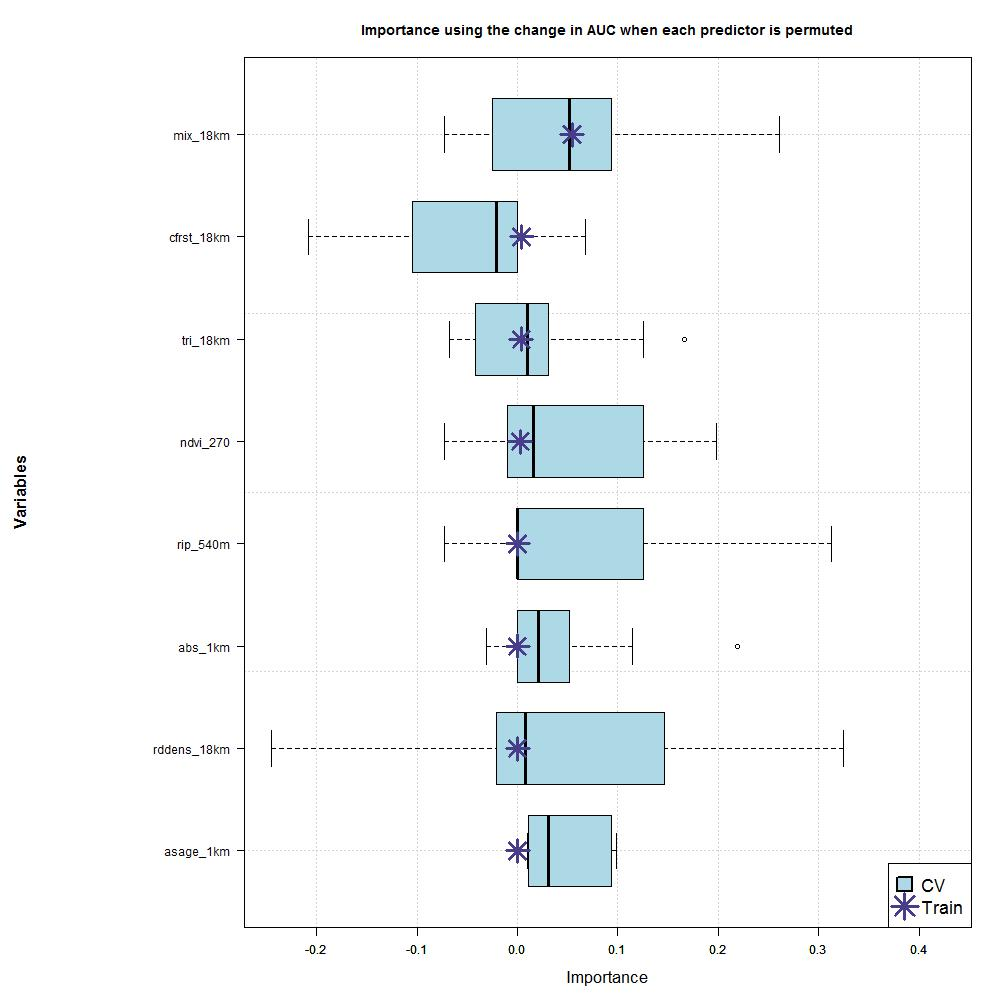 Importance using the change in AUC when each predictor is permuted
mix_18km
cfrst_18km
tri_18km
ndvi_270
Variables
rip_540m
abs_1km
rddens_18km
asage_1km
CV
Train
-0.2 -0.1 0.0 0.1 0.2 0.3 0.4
Importance